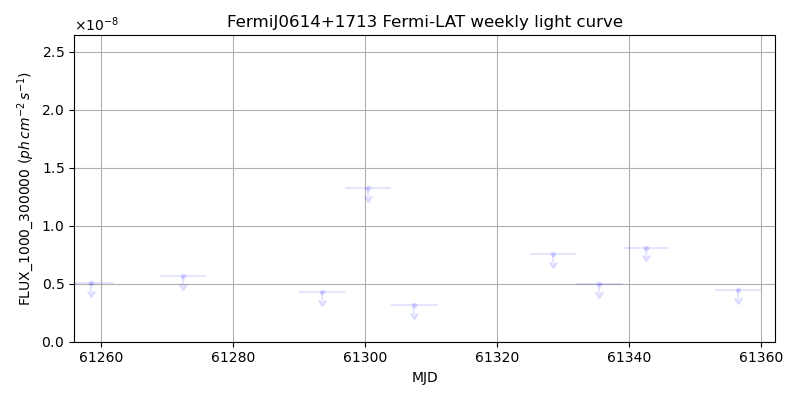 FermiJ0614+1713 Fermi-LAT weekly light curve
×10⁻⁸
2.5
2.0
1.5
1.0
0.5
0.0
FLUX_1000_300000 (ph cm⁻² s⁻¹)
61260 61280 61300 61320 61340 61360
MJD